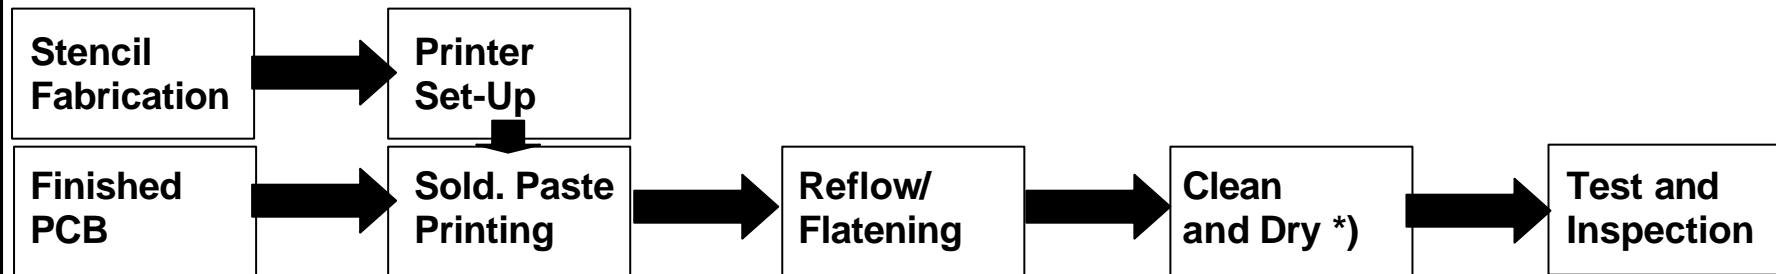 Stencil
Fabrication
Printer
Set-Up
Finished
PCB
Sold. Paste
Printing
Reflow/
Flatening
Clean
and Dry *)
Test and
Inspection